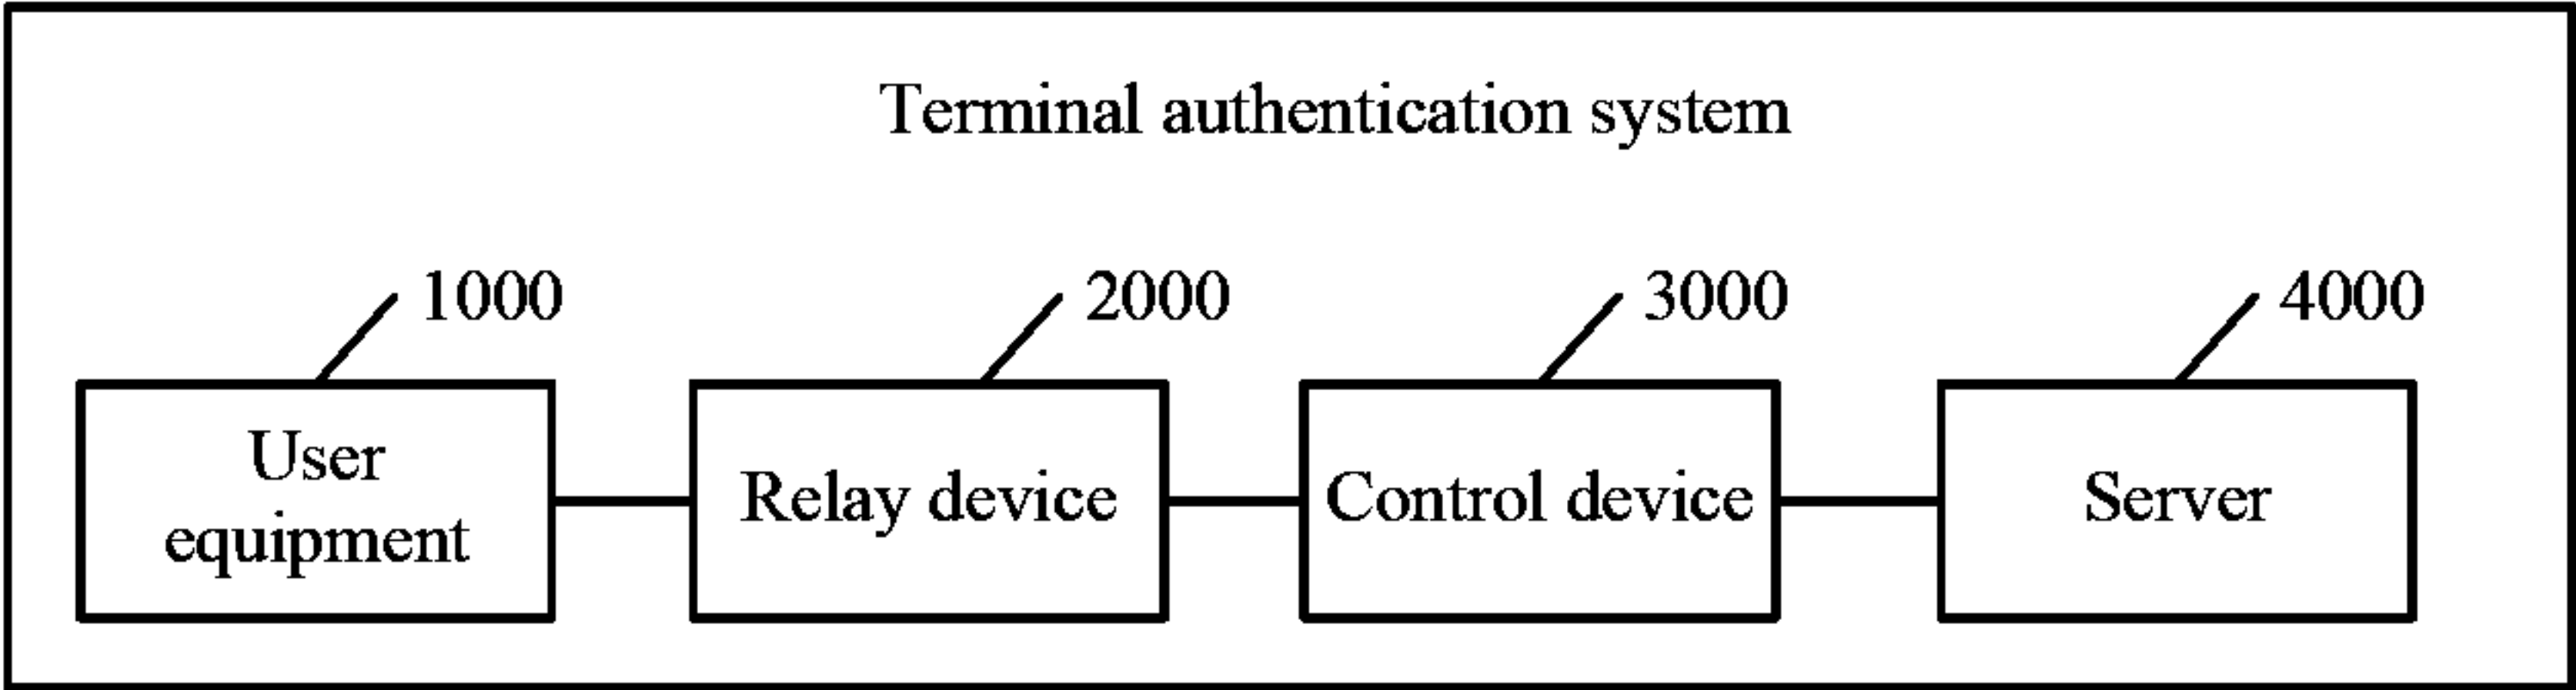 Terminal authentication system
1000
2000
3000
4000
User
equipment
Relay device
Control device
Server